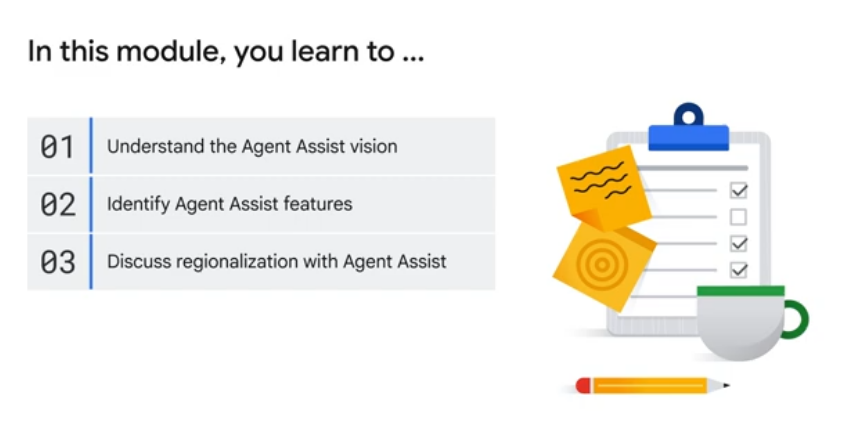 In this module, you learn to ...
01 Understand the Agent Assist vision
02 Identify Agent Assist features
03 Discuss regionalization with Agent Assist